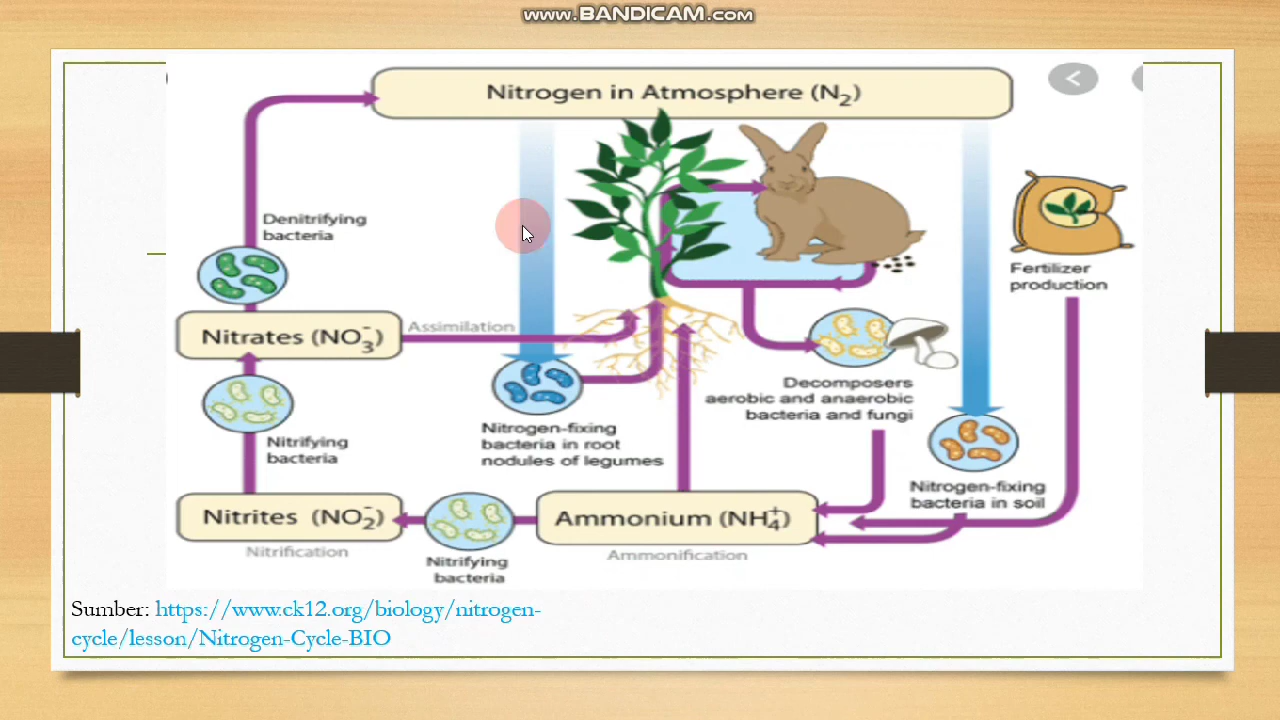 www.BANDICAM.com
Nitrogen in Atmosphere (N₂)
Denitrifying
bacteria
Fertilizer
production
Nitrates (NO₃⁻)
Assimilation
Decomposers
aerobic and anaerobic
bacteria and fungi
Nitrogen-fixing
bacteria in root
nodules of legumes
Nitrifying
bacteria
Nitrogen-fixing
bacteria in soil
Nitrites (NO₂⁻)
Nitrification
Nitrifying
bacteria
Ammonium (NH₄⁺)
Ammonification
Sumber: https://www.ck12.org/biology/nitrogen-
cycle/lesson/Nitrogen-Cycle-BIO